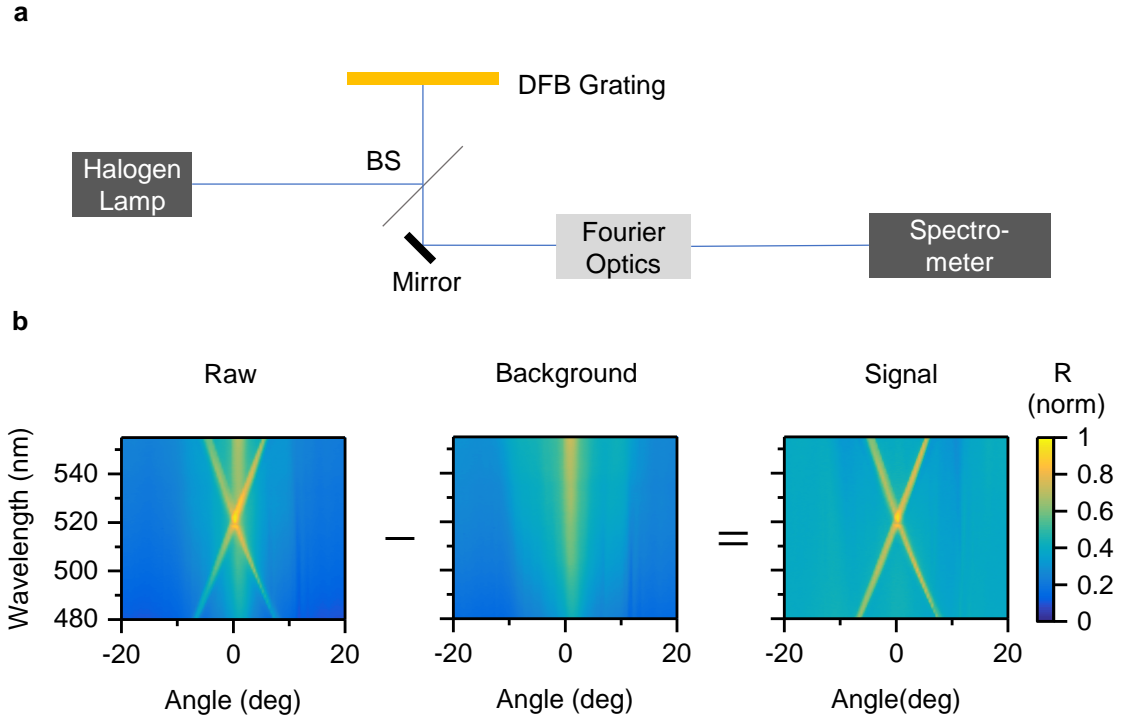 a
DFB Grating
BS
Halogen
Lamp
Fourier
Optics
Spectro-
meter
Mirror
b
Raw
Background
Signal
R
(norm)
Wavelength (nm)
540
520
500
480
−
=
1
0.8
0.6
0.4
0.2
0
-20 0 20
-20 0 20
-20 0 20
Angle (deg)
Angle (deg)
Angle(deg)